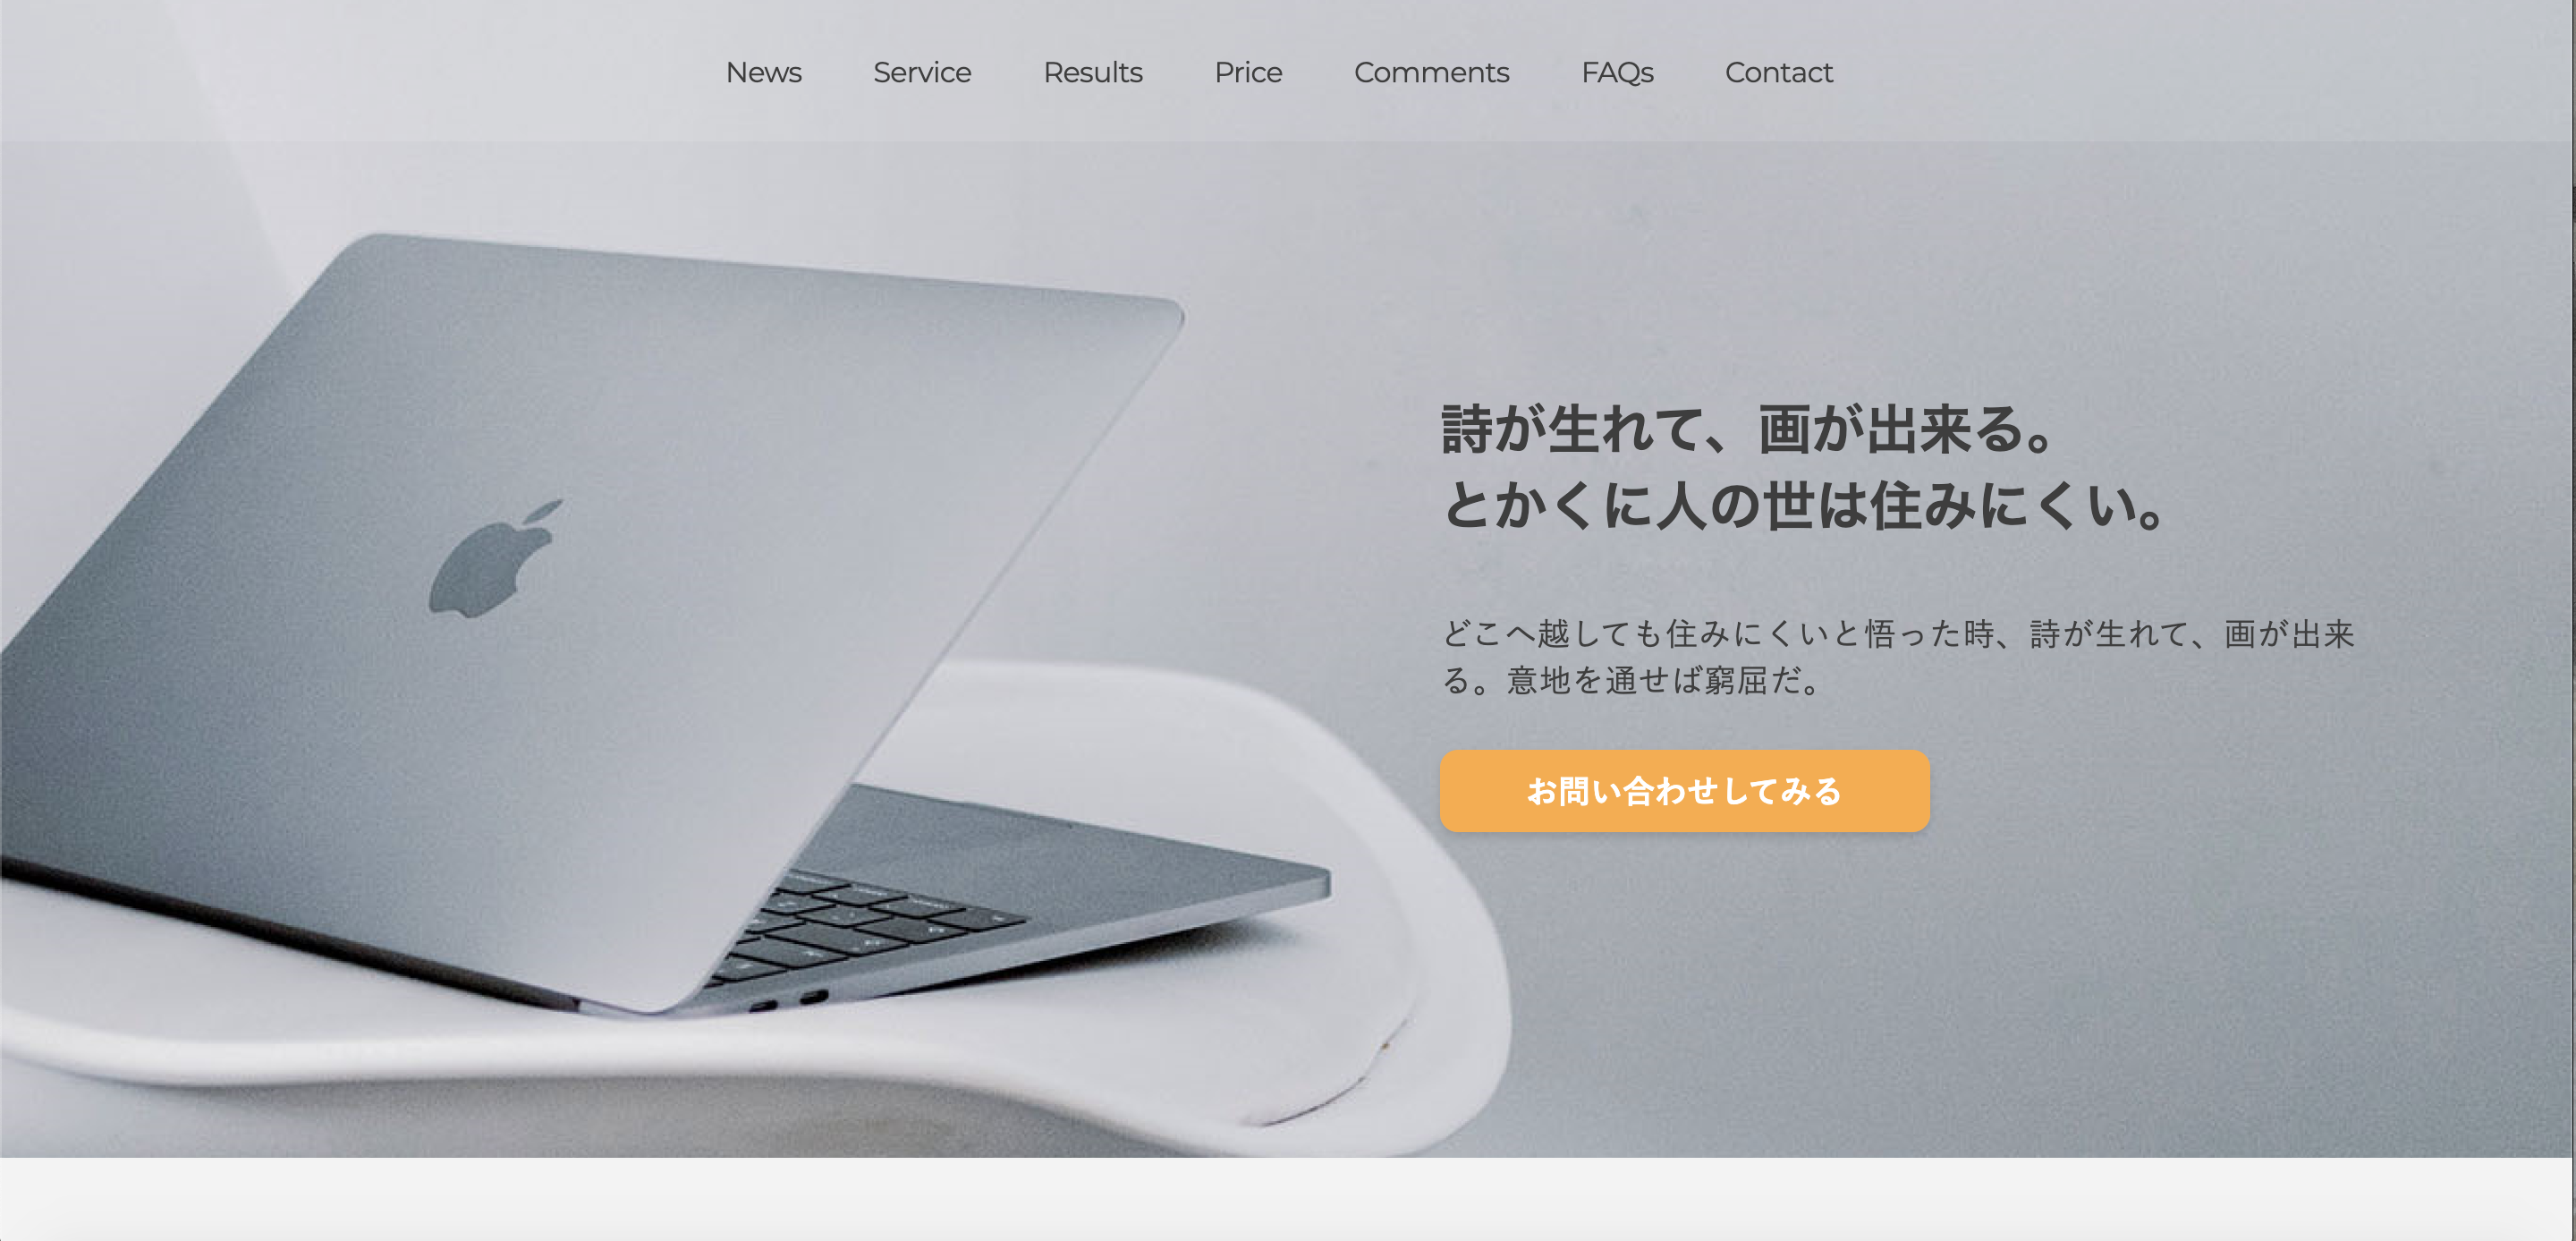 News Service Results Price Comments FAQs Contact
詩が生れて、画が出来る。
とかくに人の世は住みにくい。
どこへ越しても住みにくいと悟った時、詩が生れて、画が出来
る。意地を通せば窮屈だ。
お問い合わせしてみる